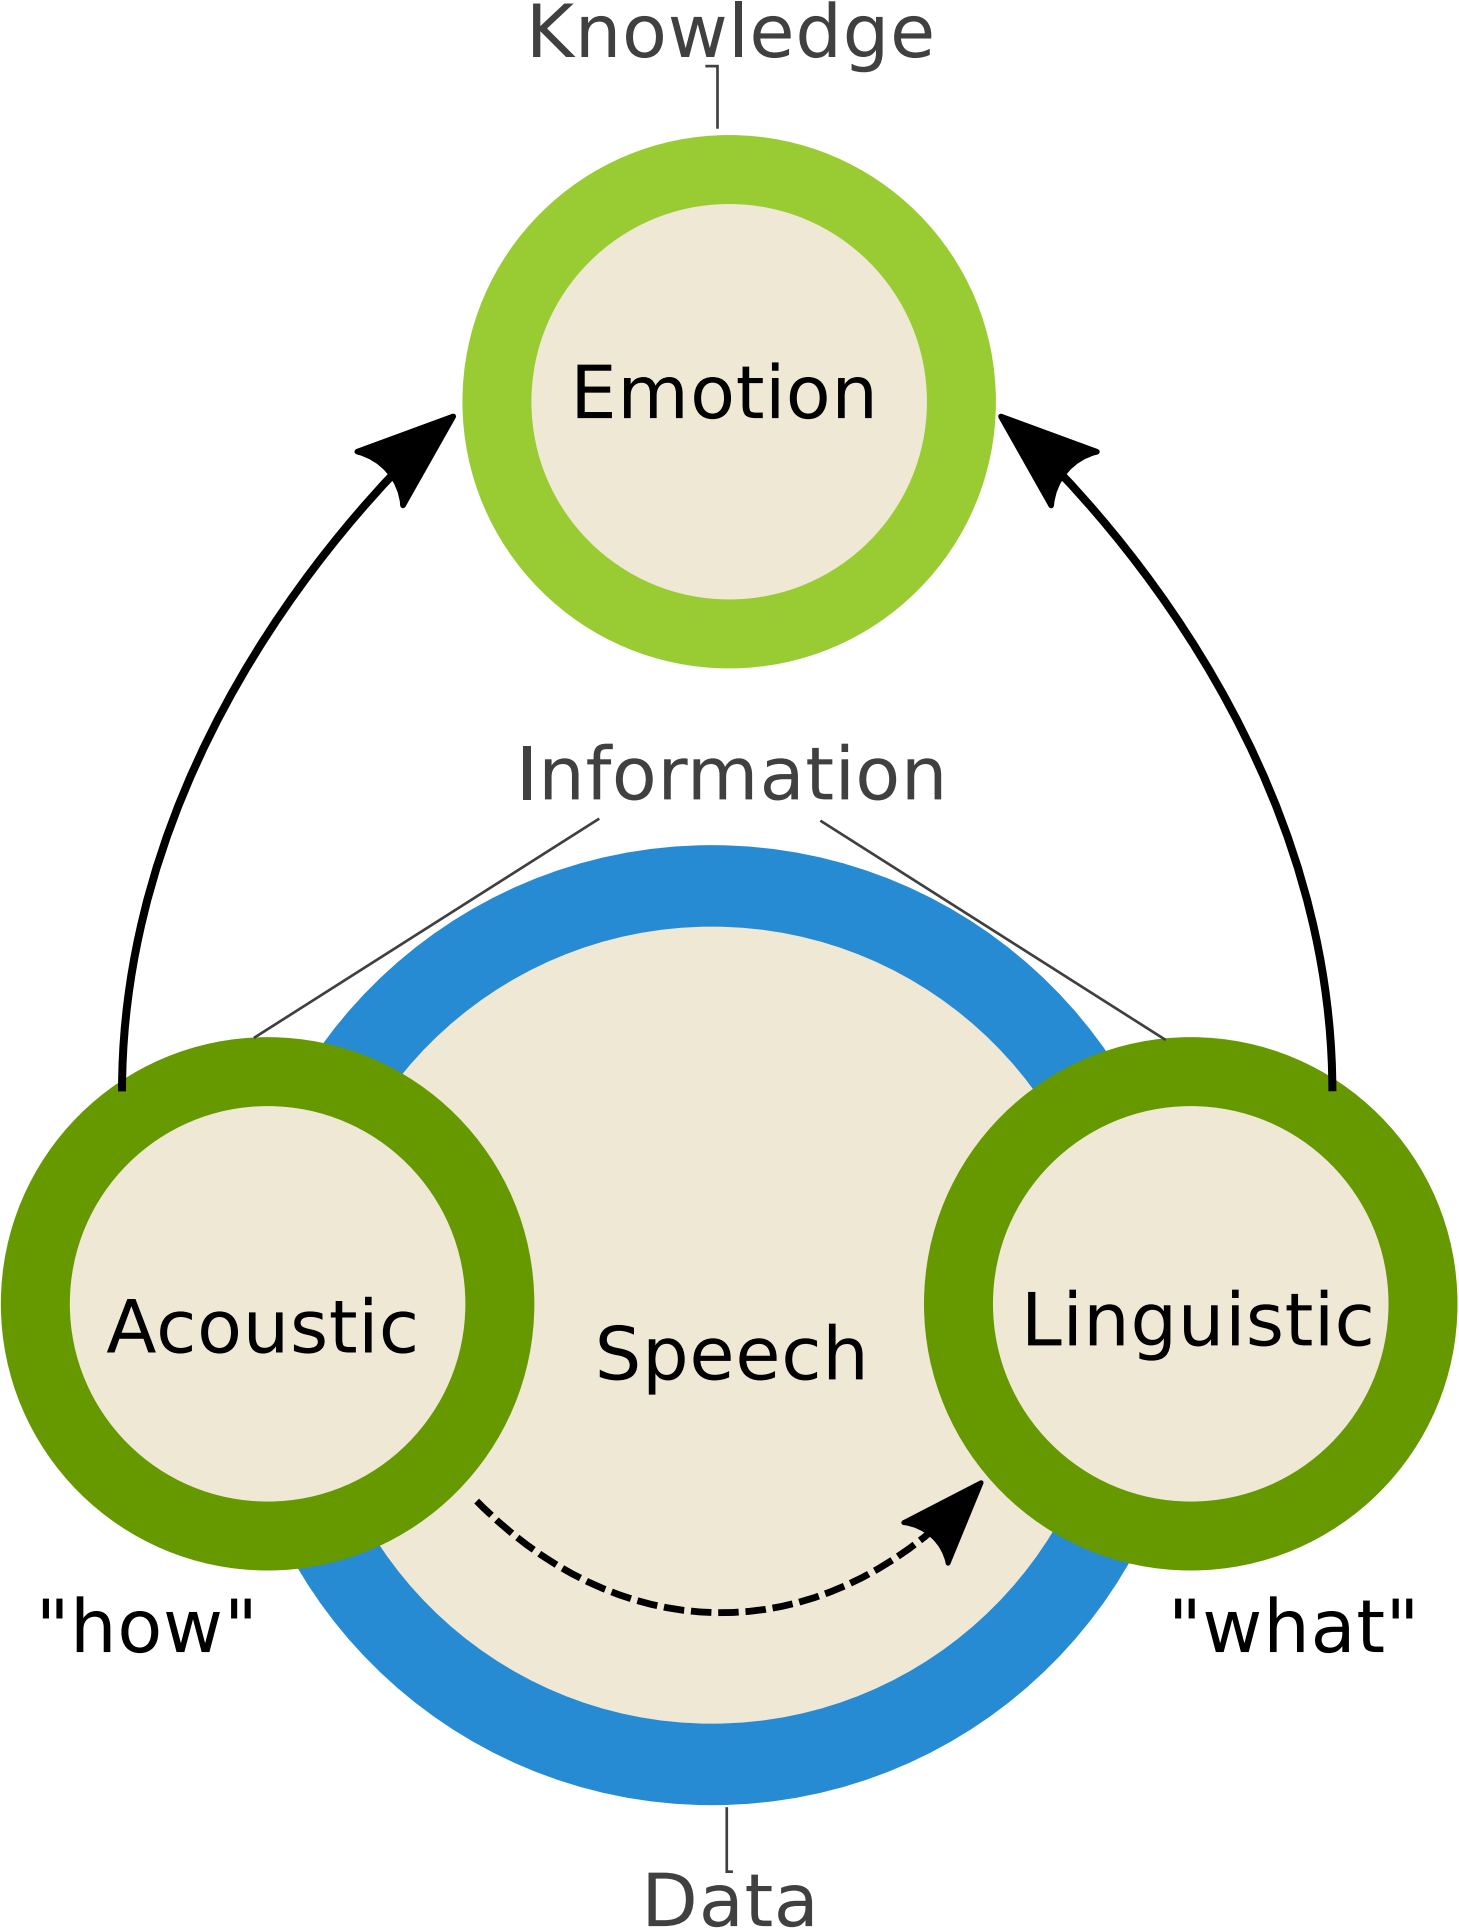 Knowledge
Emotion
Information
Acoustic
Speech
Linguistic
"how"
"what"
Data